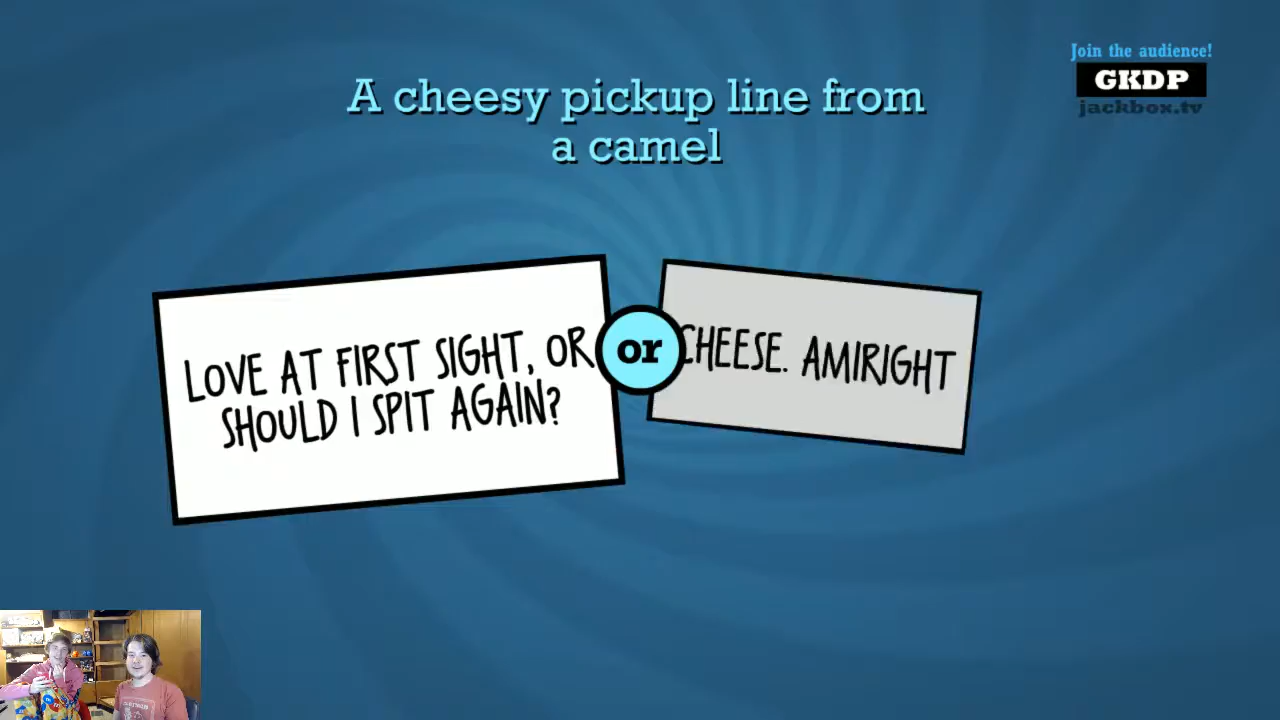 Join the audience!
GKDP
jackbox.tv
A cheesy pickup line from
a camel
LOVE AT FIRST SIGHT, OR
SHOULD I SPIT AGAIN?
or
CHEESE. AMIRIGHT